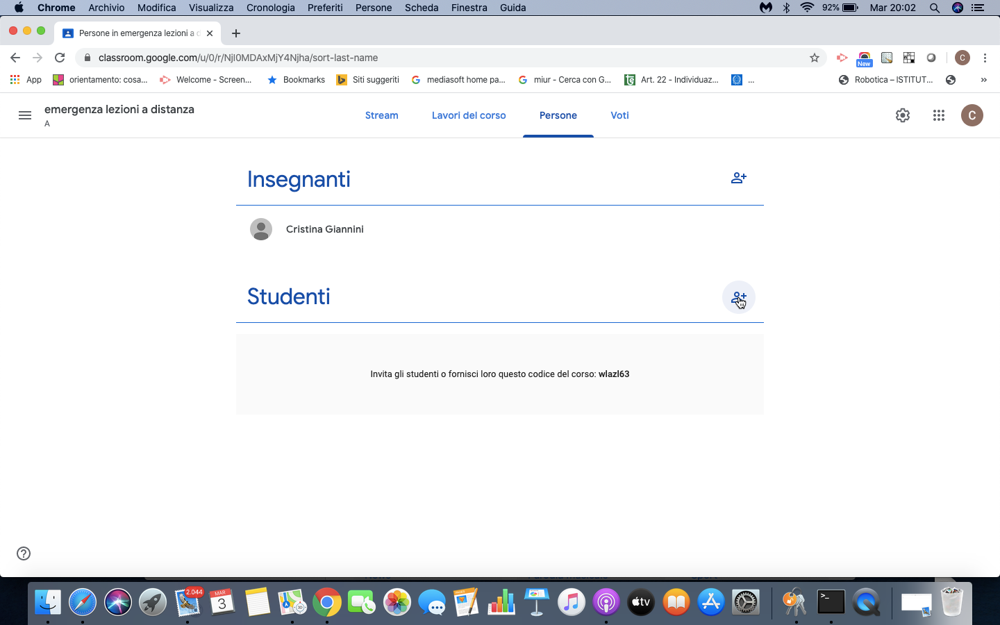 Chrome Archivio Modifica Visualizza Cronologia Preferiti Persone Scheda Finestra Guida 92% Mar 20:02
Persone in emergenza lezioni a d
classroom.google.com/u/0/r/NjI0MDAxMjY4Njha/sort-last-name
New
C
App orientamento: cosa... Welcome - Screen... Bookmarks Siti suggeriti mediasoft home pa... miur - Cerca con G... Art. 22 - Individuaz... ... Robotica – ISTITUT... »
emergenza lezioni a distanza
A
Stream Lavori del corso Persone Voti
C
Insegnanti
Cristina Giannini
Studenti
Invita gli studenti o fornisci loro questo codice del corso: wlazl63
2.044
MAR
3
3D
tv